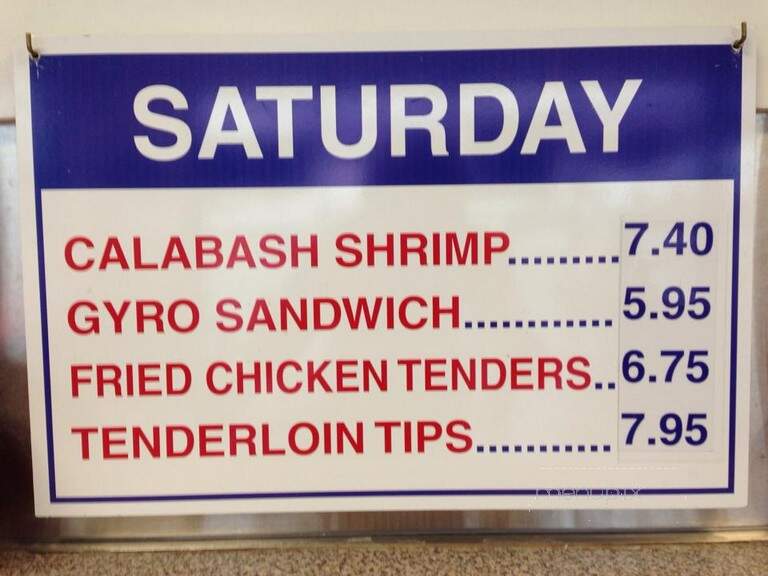 SATURDAY
CALABASH SHRIMP.........7.40
GYRO SANDWICH............5.95
FRIED CHICKEN TENDERS..6.75
TENDERLOIN TIPS...........7.95